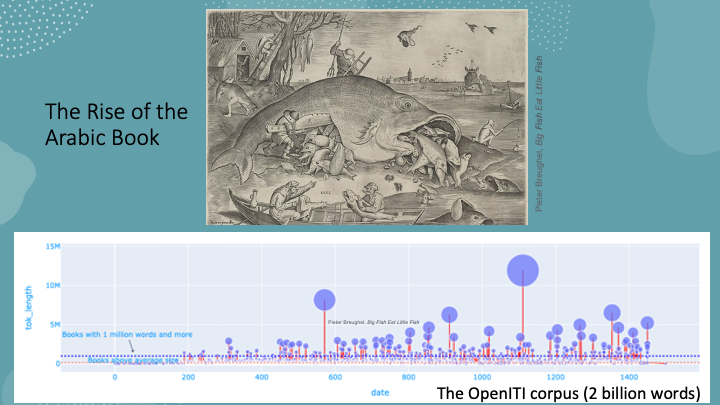 The Rise of the
Arabic Book
Pieter Breughel, Big Fish Eat Little Fish
15M
10M
5M
0
tok_length
Pieter Breughel, Big Fish Eat Little Fish
Books with 1 million words and more
Books above average size
0
200
400
600
800
1000
1200
1400
date
The OpenITI corpus (2 billion words)